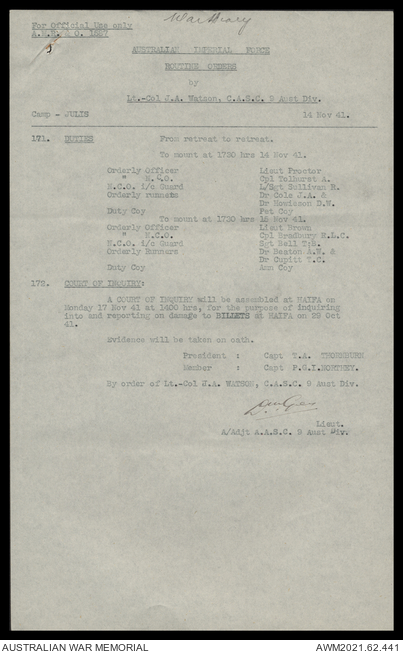 War Diary
For Official Use only
AUSTRALIAN IMPERIAL FORCE
ROUTINE ORDERS
by
Lt.-Col J.A. Watson, C.A.S.C. 9 Aust Div.
Camp - JULIS 14 Nov 41.
171. DUTIES From retreat to retreat.
To mount at 1730 hrs 14 Nov 41.
Orderly Officer Lieut Proctor
" N.C.O. Cpl Talhurst A.
N.C.O. i/c Guard L/Sgt Sullivan R.
Orderly runners Dr Cole J.A. &
Dr Howieson D.W.
Duty Coy Pet Coy
To mount at 1730 hrs 15 Nov 41.
Orderly Officer Lieut Brown
" N.C.O. Cpl Bradbury R.L.C.
N.C.O. i/c Guard Sgt Bell T.R.
Orderly Runners Dr Beaton A.W. &
Dr Cupitt T.C.
Duty Coy Amn Coy
172. COURT OF INQUIRY:
A COURT OF INQUIRY will be assembled at HAIFA on
Monday 17 Nov 41 at 1400 hrs, for the purpose of inquiring
into and reporting on damage to BILLETS at HAIFA on 29 Oct
41.
Evidence will be taken on oath.
President : Capt T.A. THORNBURN
Member : Capt P.G.I. NORTHEY.
By order of Lt.-Col J.A. WATSON, C.A.S.C. 9 Aust Div.
Lieut.
A/Adjt A.A.S.C. 9 Aust Div.
AUSTRALIAN WAR MEMORIAL AWM2021.62.441